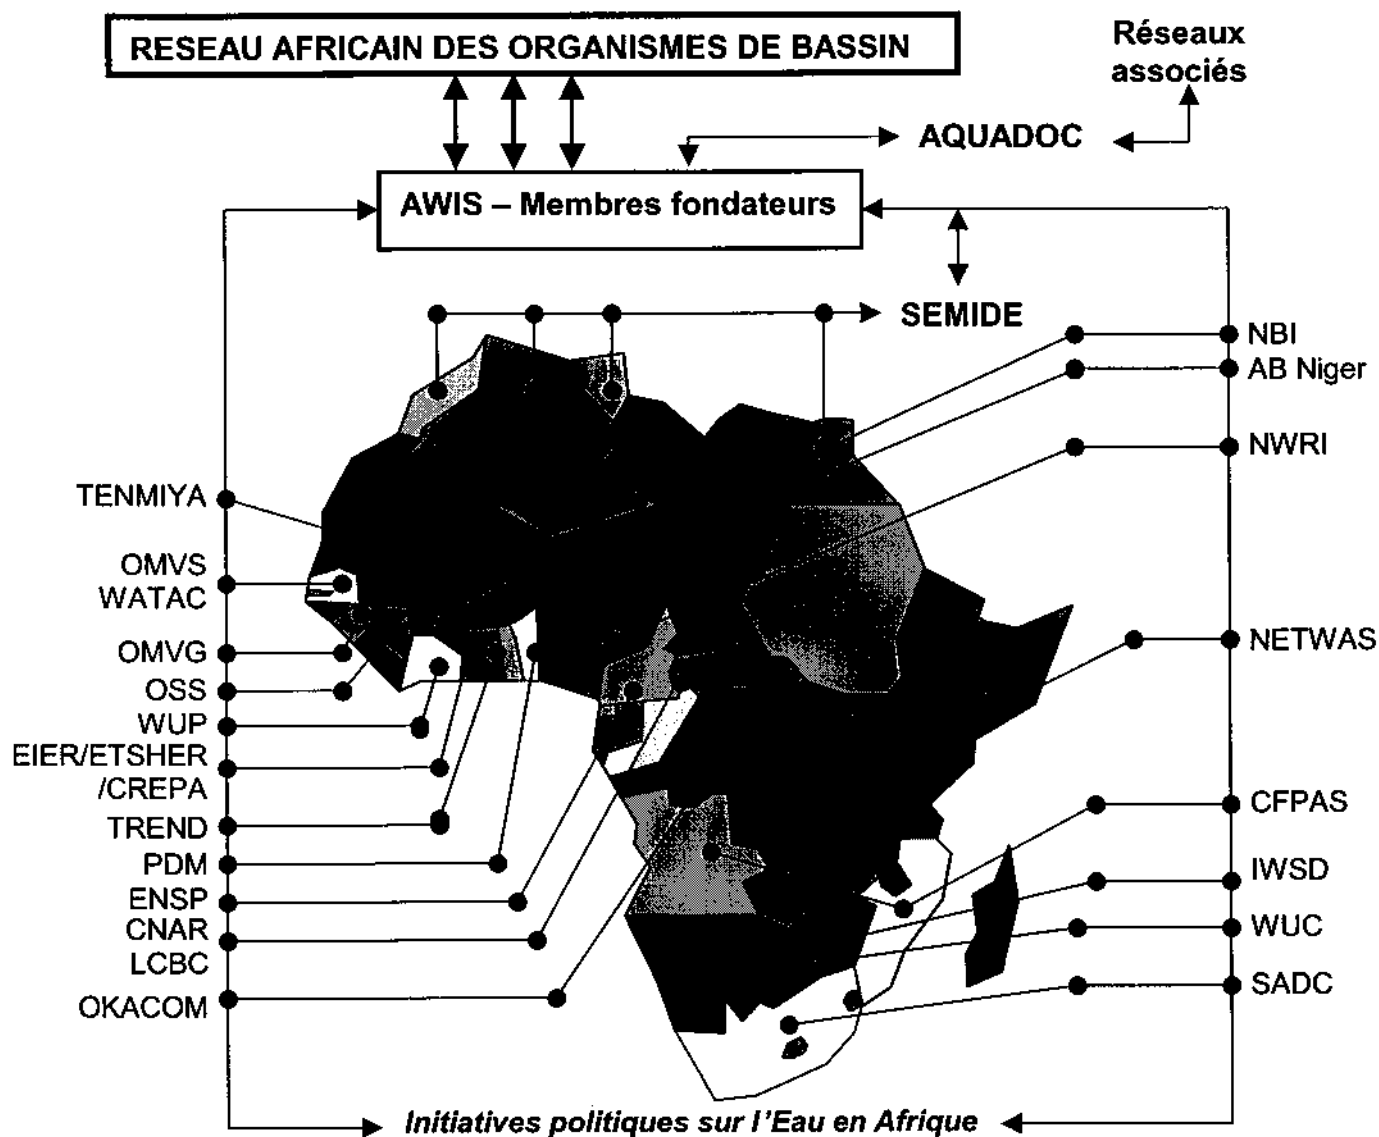 RESEAU AFRICAIN DES ORGANISMES DE BASSIN
Réseaux
associés
AQUADOC
AWIS – Membres fondateurs
SEMIDE
NBI
AB Niger
NWRI
NETWAS
CFPAS
IWSD
WUC
SADC
TENMIYA
OMVS
WATAC
OMVG
OSS
WUP
EIER/ETSHER
/CREPA
TREND
PDM
ENSP
CNAR
LCBC
OKACOM
Initiatives politiques sur l'Eau en Afrique